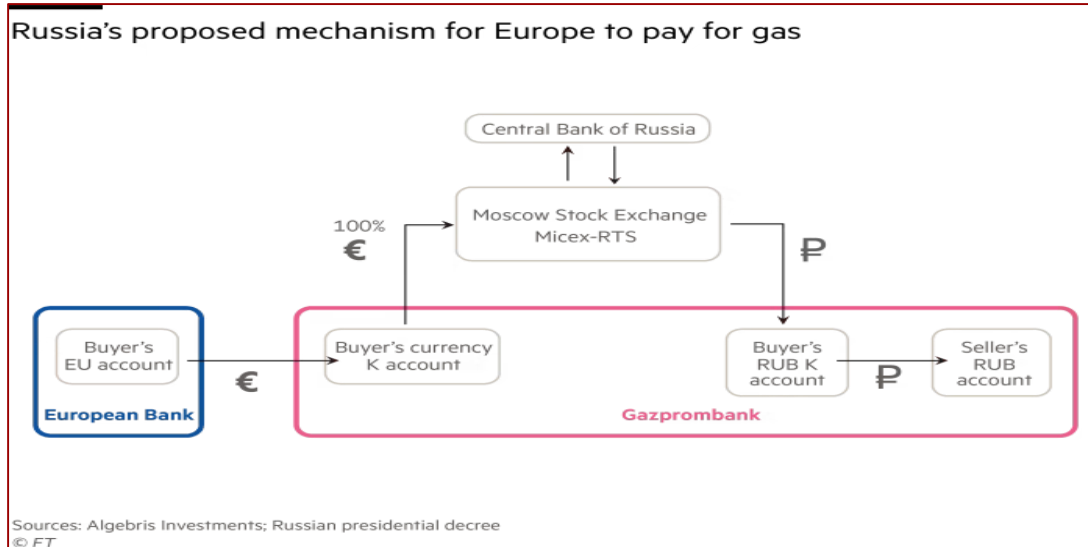 Russia's proposed mechanism for Europe to pay for gas
Central Bank of Russia
100%
€
Moscow Stock Exchange
Micex-RTS
₽
Buyer's
EU account
€
European Bank
Buyer's currency
K account
Buyer's
RUB K
account
₽
Seller's
RUB
account
Gazprombank
Sources: Algebris Investments; Russian presidential decree
© FT